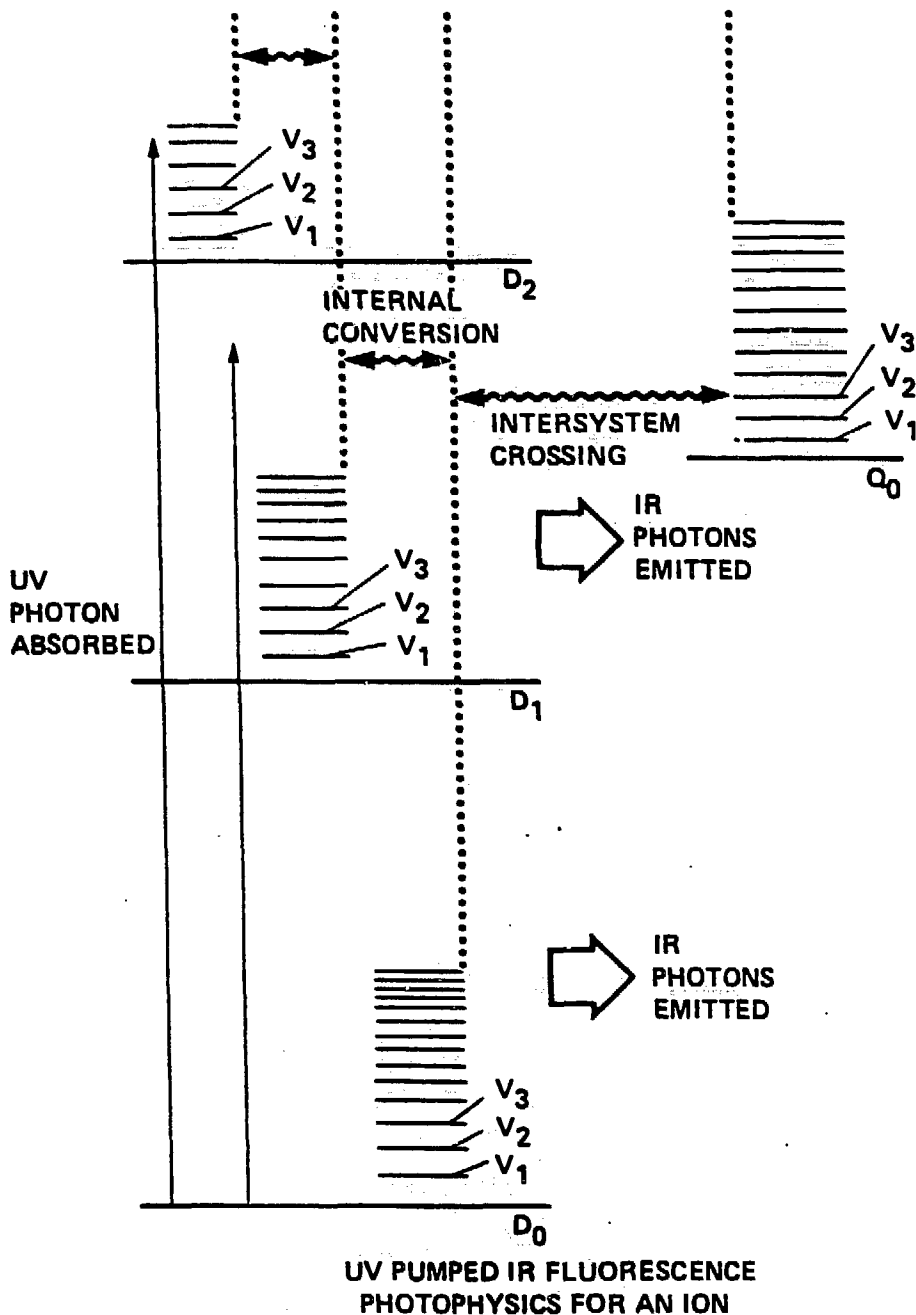 V3
V2
V1
D2
INTERNAL
CONVERSION
V3
V2
V1
INTERSYSTEM
CROSSING
Q0
IR
PHOTONS
EMITTED
UV
PHOTON
ABSORBED
V3
V2
V1
D1
IR
PHOTONS
EMITTED
V3
V2
V1
D0
UV PUMPED IR FLUORESCENCE
PHOTOPHYSICS FOR AN ION